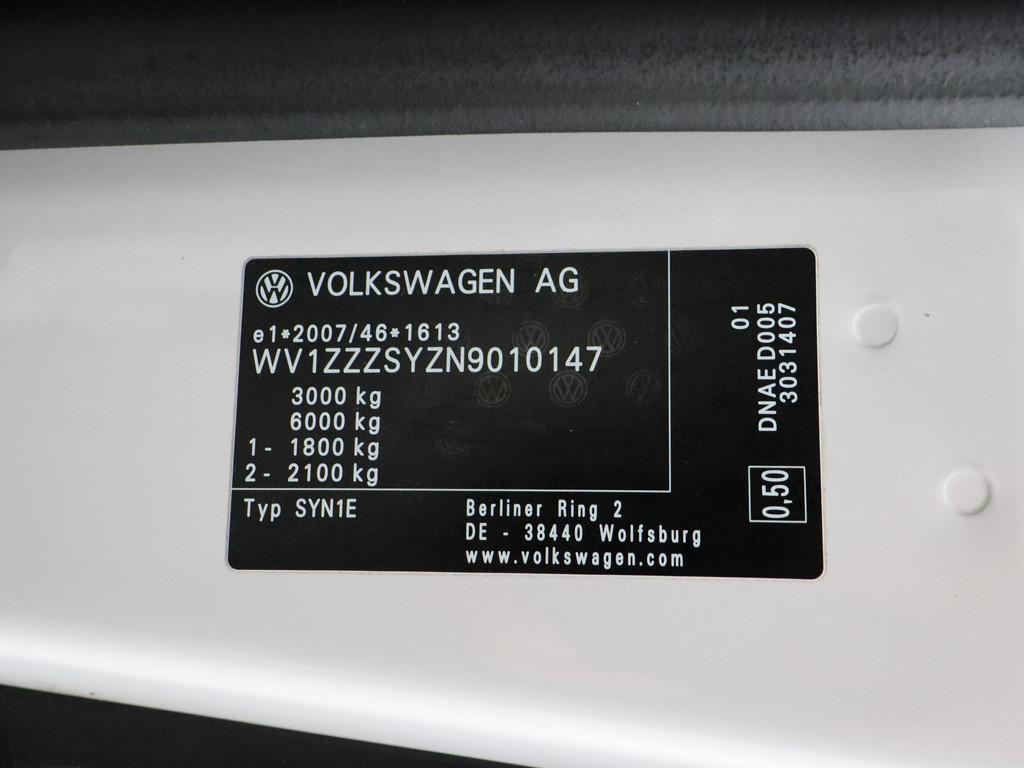 VOLKSWAGEN AG
e1*2007/46*1613
WV1ZZZSYZN9010147
3000 kg
6000 kg
1- 1800 kg
2- 2100 kg
Typ SYN1E
Berliner Ring 2
DE - 38440 Wolfsburg
www.volkswagen.com
01
DNAE D005
3031407
0,50